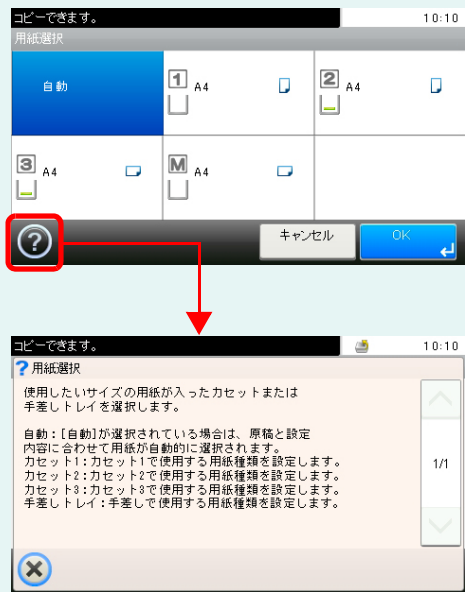 コピーできます。 10:10
用紙選択
自動
1 A4
2 A4
3 A4
M A4
? キャンセル OK
コピーできます。 10:10
? 用紙選択
使用したいサイズの用紙が入ったカセットまたは
手差しトレイを選択します。
自動：[自動]が選択されている場合は、原稿と設定
内容に合わせて用紙が自動的に選択されます。
カセット1：カセット1で使用する用紙種類を設定します。
カセット2：カセット2で使用する用紙種類を設定します。
カセット3：カセット3で使用する用紙種類を設定します。
手差しトレイ：手差しで使用する用紙種類を設定します。
1/1